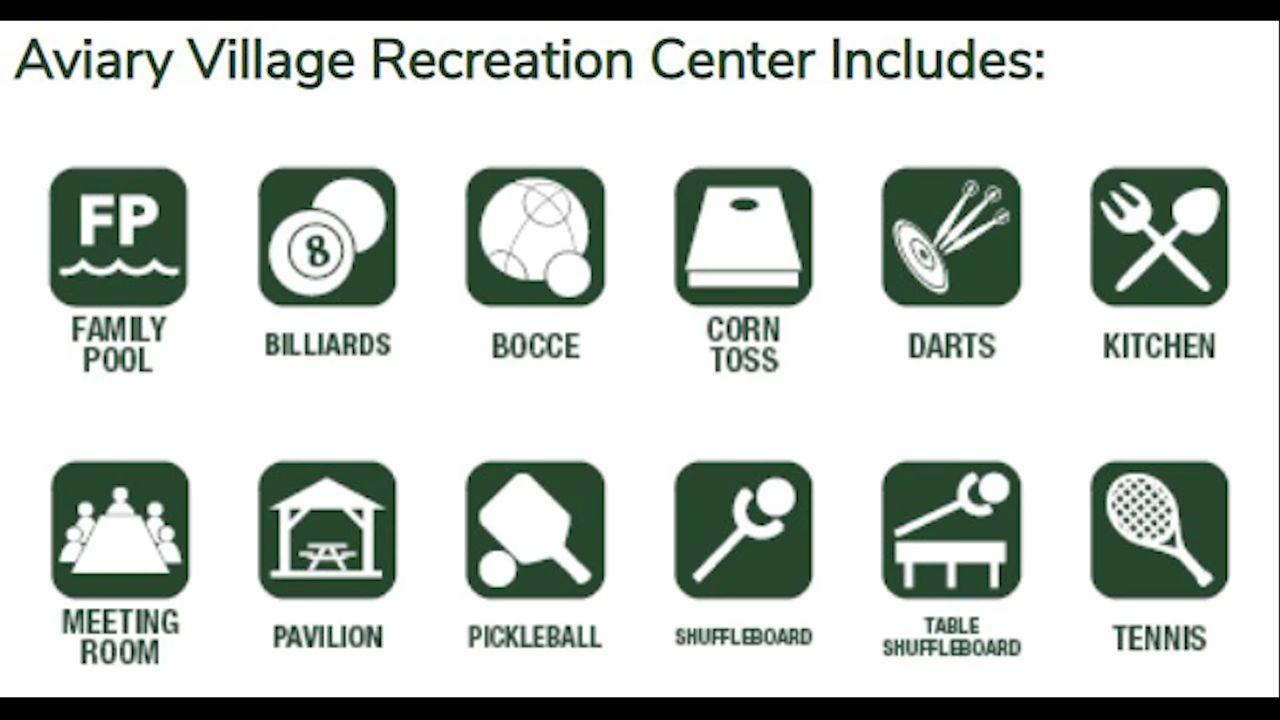 Aviary Village Recreation Center Includes:
FP
8
FAMILY
POOL
BILLIARDS
BOCCE
CORN
TOSS
DARTS
KITCHEN
MEETING
ROOM
PAVILION
PICKLEBALL
SHUFFLEBOARD
TABLE
SHUFFLEBOARD
TENNIS